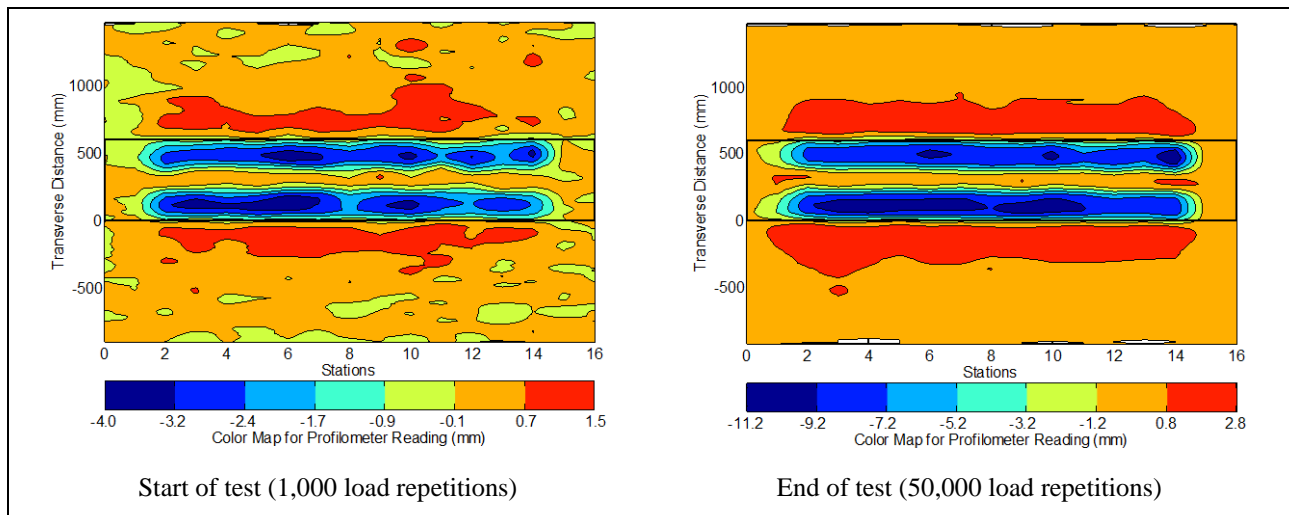 Transverse Distance (mm)
1000
500
0
-500
0 2 4 6 8 10 12 14 16
Stations
-4.0 -3.2 -2.4 -1.7 -0.9 -0.1 0.7 1.5
Color Map for Profilometer Reading (mm)
Start of test (1,000 load repetitions)
Transverse Distance (mm)
1000
500
0
-500
0 2 4 6 8 10 12 14 16
Stations
-11.2 -9.2 -7.2 -5.2 -3.2 -1.2 0.8 2.8
Color Map for Profilometer Reading (mm)
End of test (50,000 load repetitions)